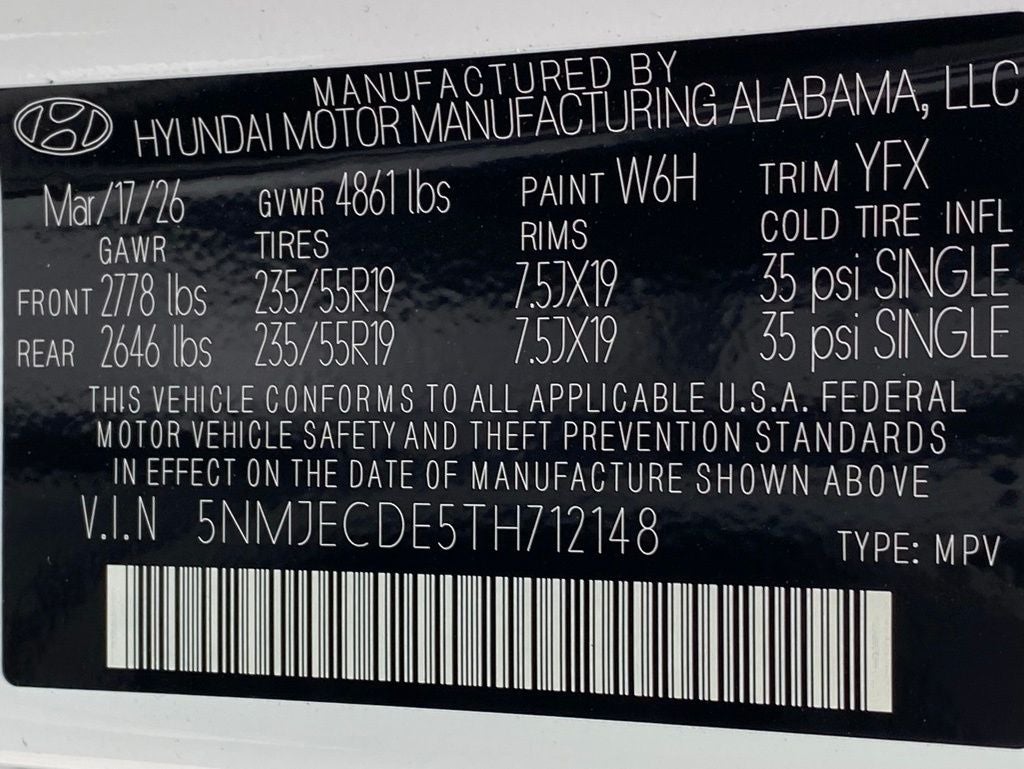 MANUFACTURED BY
HYUNDAI MOTOR MANUFACTURING ALABAMA, LLC
Mar/17/26 GVWR 4861 lbs PAINT W6H TRIM YFX
GAWR TIRES RIMS COLD TIRE INFL
FRONT 2778 lbs 235/55R19 7.5JX19 35 psi SINGLE
REAR 2646 lbs 235/55R19 7.5JX19 35 psi SINGLE
THIS VEHICLE CONFORMS TO ALL APPLICABLE U.S.A. FEDERAL
MOTOR VEHICLE SAFETY AND THEFT PREVENTION STANDARDS
IN EFFECT ON THE DATE OF MANUFACTURE SHOWN ABOVE
V.I.N 5NMJECDE5TH712148
TYPE: MPV